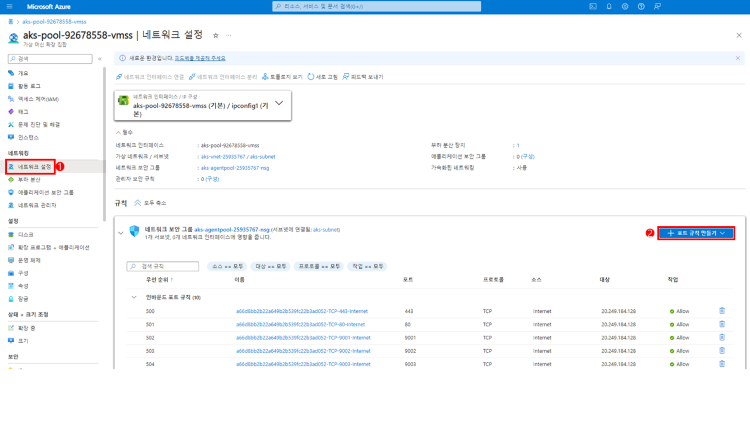 Microsoft Azure
리소스, 서비스 및 문서 검색(G+/)
홈 > aks-pool-92678558-vmss
aks-pool-92678558-vmss | 네트워크 설정
가상 머신 확장 집합
검색
개요
활동 로그
액세스 제어(IAM)
태그
문제 진단 및 해결
인스턴스
네트워킹
네트워크 설정
1
부하 분산
애플리케이션 보안 그룹
네트워크 관리자
설정
디스크
확장 프로그램 + 애플리케이션
운영 체제
구성
속성
잠금
상태 + 크기 조정
확장 중
크기
보안
새로운 환경입니다. 피드백을 제공해 주세요.
네트워크 인터페이스 연결 네트워크 인터페이스 분리 토폴로지 보기 새로 고침 피드백 보내기
네트워크 인터페이스 / IP 구성
aks-pool-92678558-vmss (기본) / ipconfig1 (기본)
필수
네트워크 인터페이스 : aks-pool-92678558-vmss
부하 분산 장치 : 1
가상 네트워크 / 서브넷 : aks-vnet-25935767 / aks-subnet
애플리케이션 보안 그룹 : 0 (구성)
네트워크 보안 그룹 : aks-agentpool-25935767-nsg
가속화된 네트워킹 : 사용
관리자 보안 규칙 : 0 (구성)
규칙 모두 축소
네트워크 보안 그룹 aks-agentpool-25935767-nsg (서브넷에 연결됨: aks-subnet)
1개 서브넷, 0개 네트워크 인터페이스에 영향을 줍니다.
2
+ 포트 규칙 만들기
검색 규칙
소스 == 모두 대상 == 모두 프로토콜 == 모두 작업 == 모두
우선 순위 ↑ 이름 포트 프로토콜 소스 대상 작업
인바운드 포트 규칙 (10)
500 a66d8bb2b22a649b2b539fc22b3ad052-TCP-443-Internet 443 TCP Internet 20.249.184.128 Allow
501 a66d8bb2b22a649b2b539fc22b3ad052-TCP-80-Internet 80 TCP Internet 20.249.184.128 Allow
502 a66d8bb2b22a649b2b539fc22b3ad052-TCP-9001-Internet 9001 TCP Internet 20.249.184.128 Allow
503 a66d8bb2b22a649b2b539fc22b3ad052-TCP-9002-Internet 9002 TCP Internet 20.249.184.128 Allow
504 a66d8bb2b22a649b2b539fc22b3ad052-TCP-9003-Internet 9003 TCP Internet 20.249.184.128 Allow